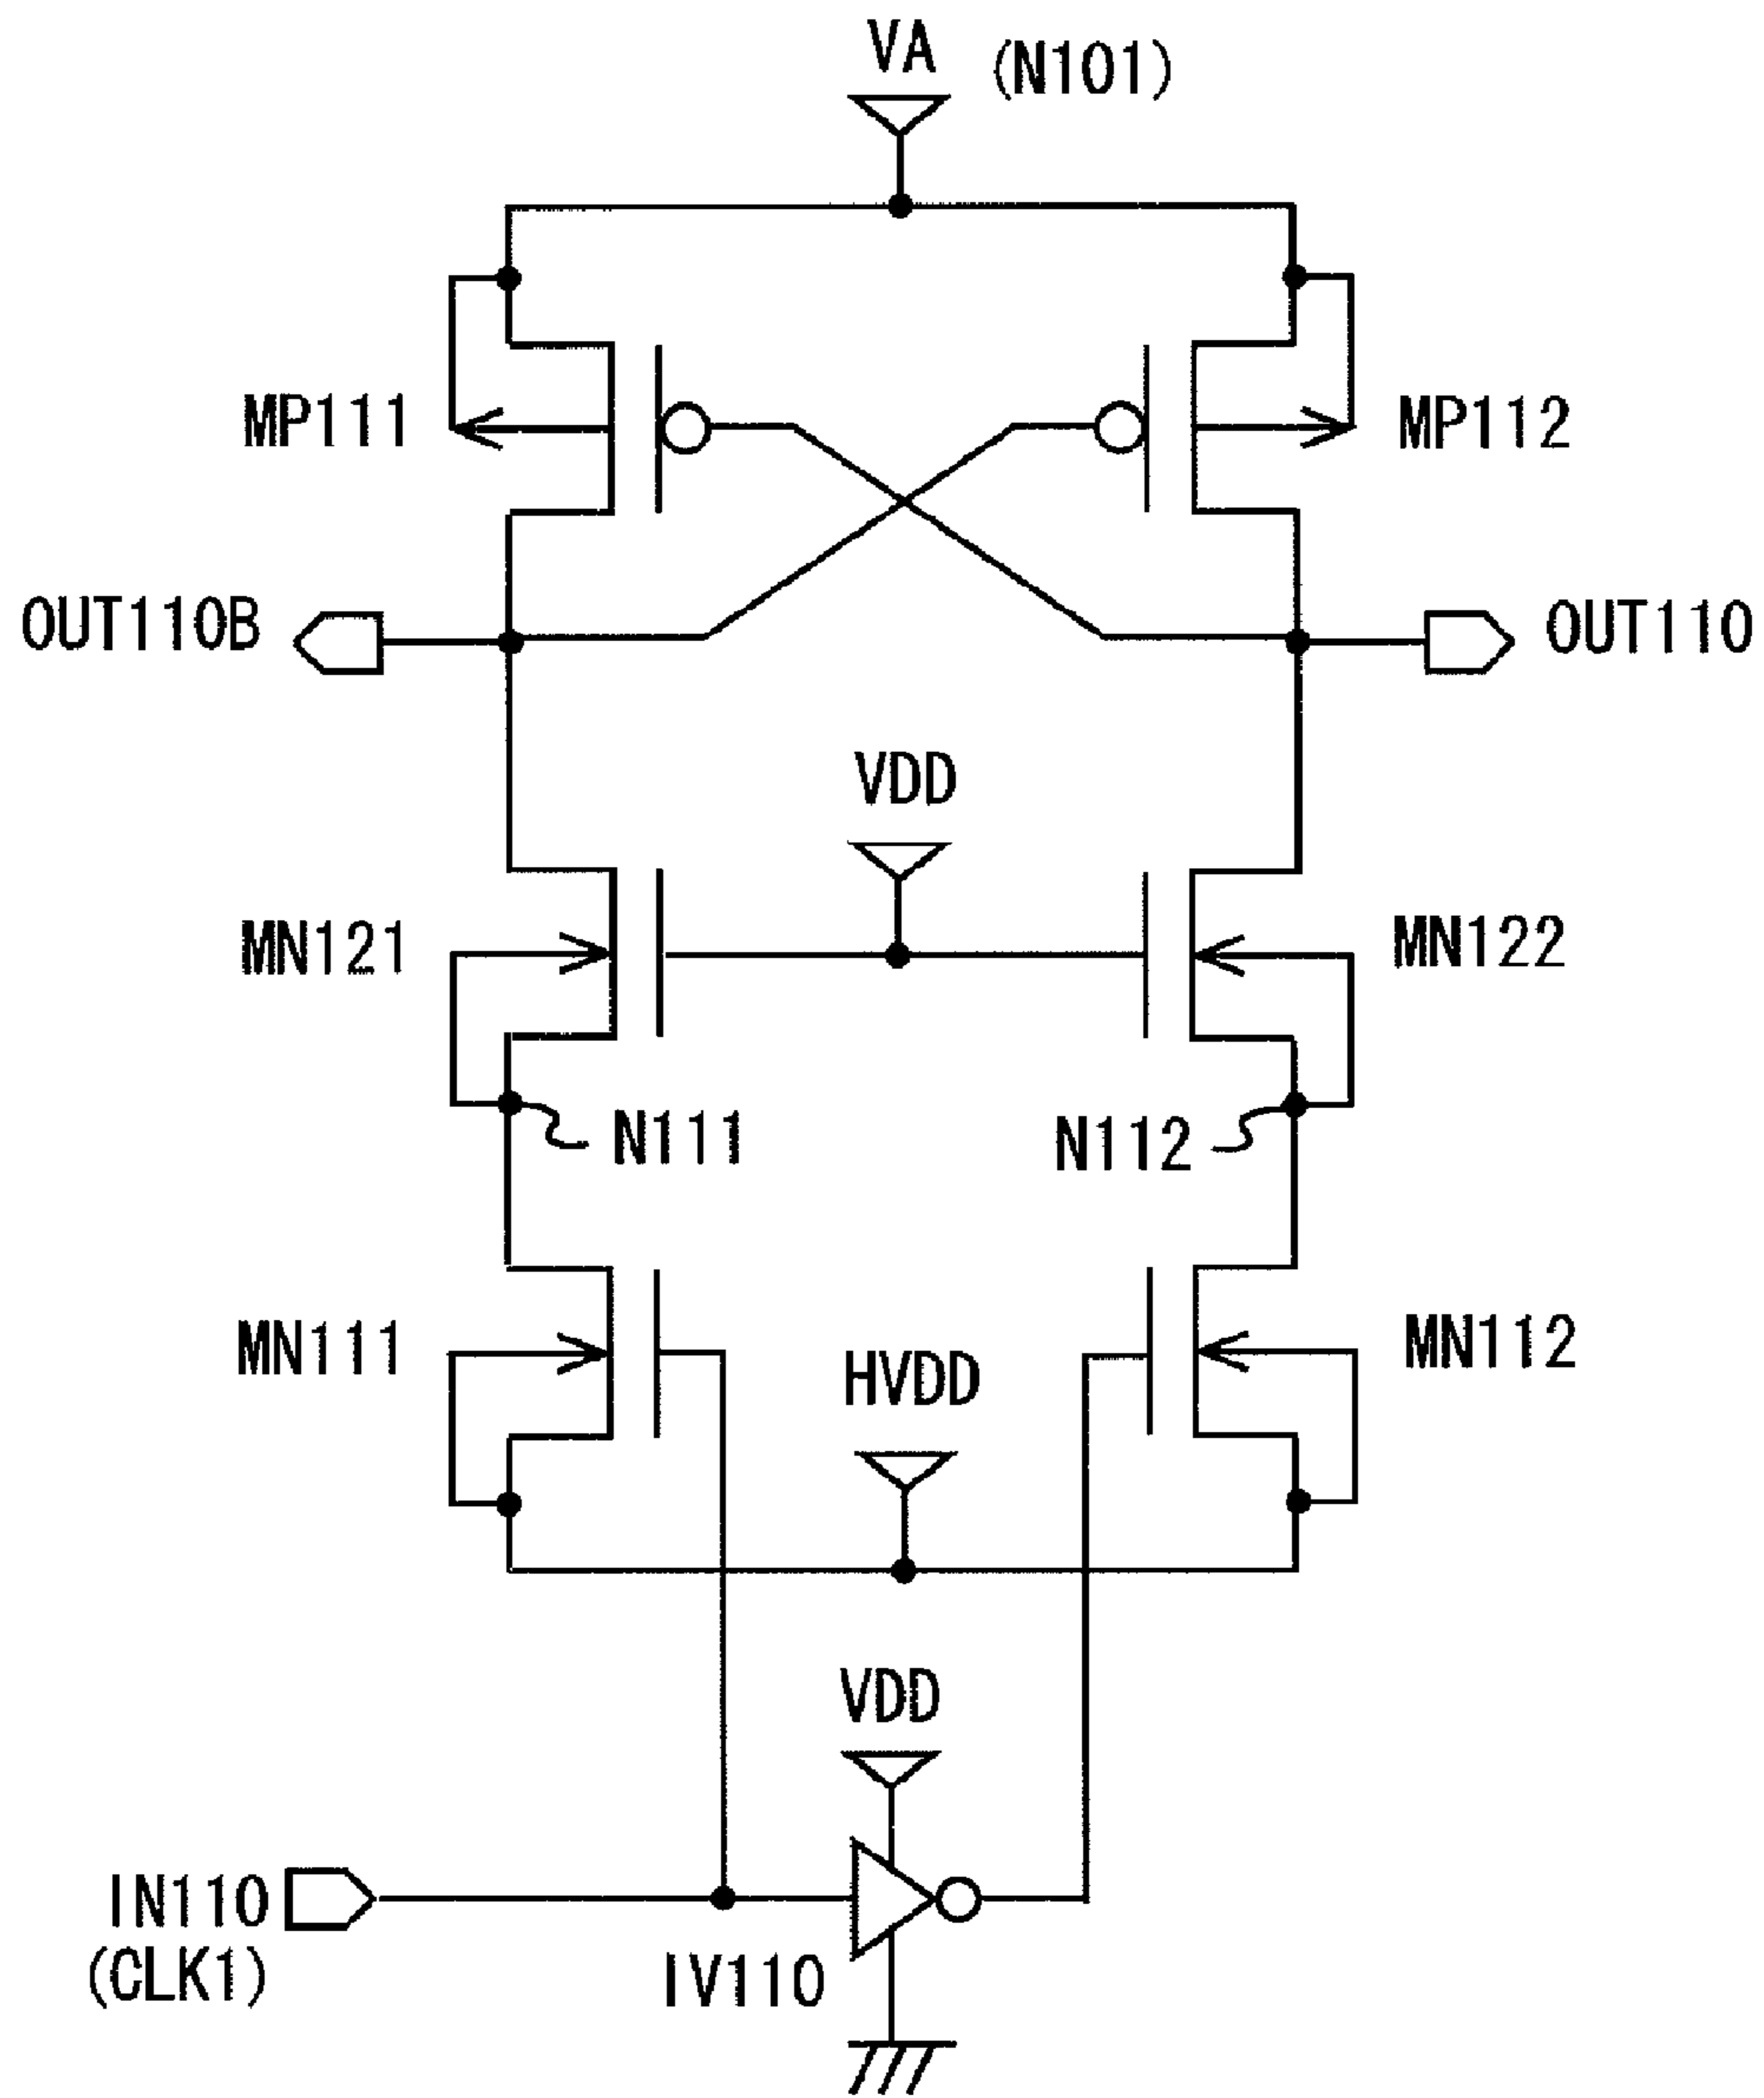 VA (N101)
MP111
MP112
OUT110B
OUT110
VDD
MN121
MN122
N111
N112
MN111
HVDD
MN112
VDD
IN110
(CLK1)
IV110